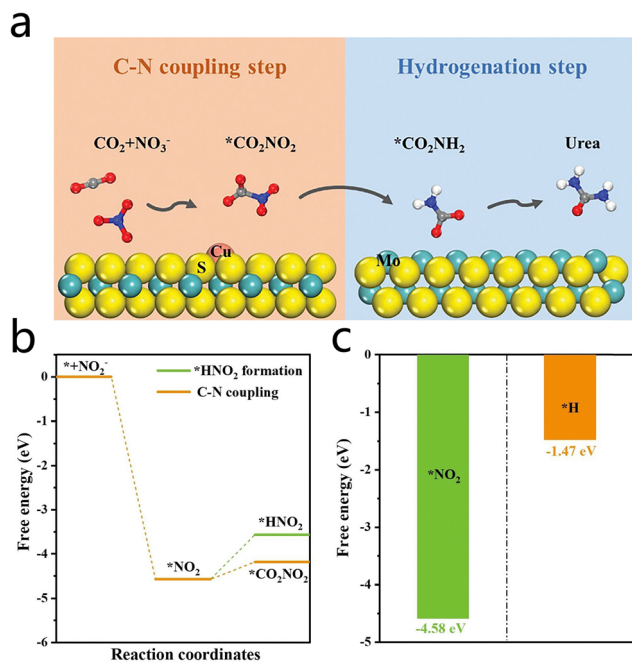 a
C-N coupling step
Hydrogenation step
CO₂+NO₃⁻
*CO₂NO₂
*CO₂NH₂
Urea
Cu
S
Mo
b
*+NO₂⁻
*HNO₂ formation
C-N coupling
*HNO₂
*NO₂
*CO₂NO₂
0
-1
-2
-3
-4
-5
-6
Free energy (eV)
Reaction coordinates
c
0
-1
-2
-3
-4
-5
Free energy (eV)
*NO₂
-4.58 eV
*H
-1.47 eV